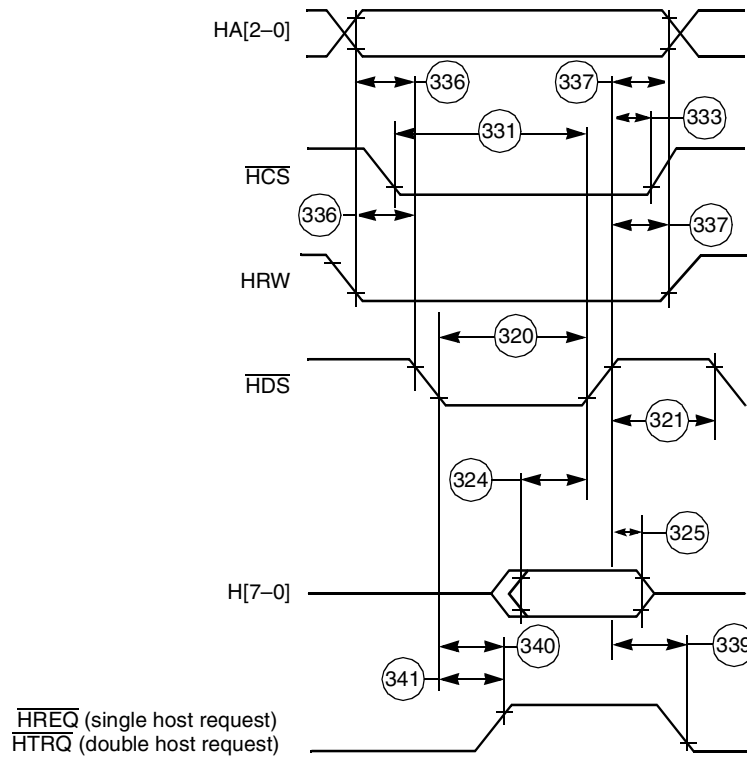 HA[2–0]
336
337
333
331
HCS
336
337
HRW
320
HDS
321
324
325
H[7–0]
340
339
341
HREQ (single host request)
HTRQ (double host request)